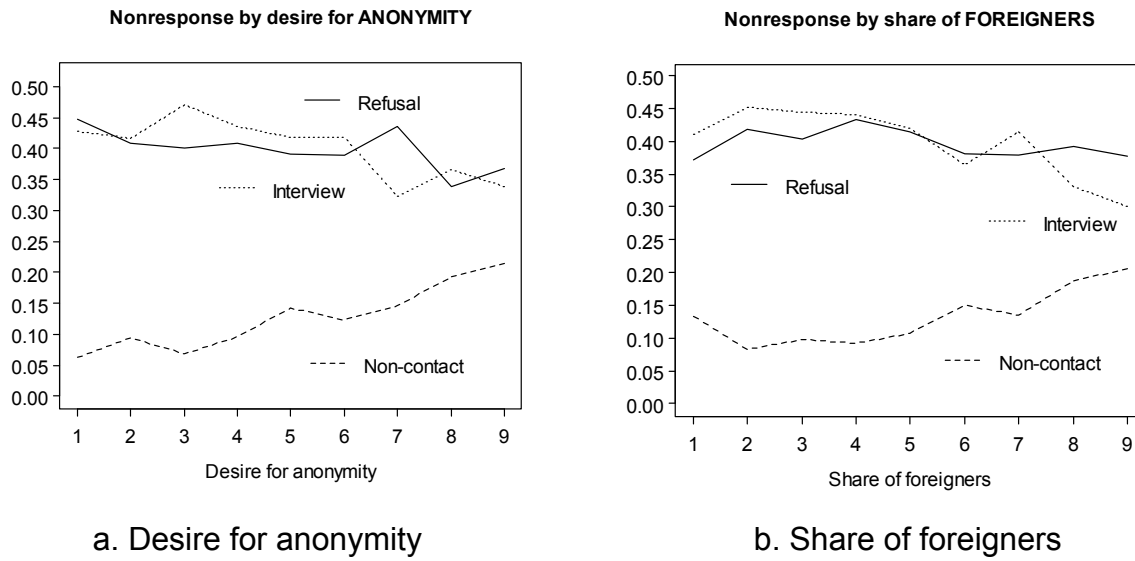 Nonresponse by desire for ANONYMITY
0.50
0.45
0.40
0.35
0.30
0.25
0.20
0.15
0.10
0.05
0.00
Refusal
Interview
Non-contact
1 2 3 4 5 6 7 8 9
Desire for anonymity
a. Desire for anonymity
Nonresponse by share of FOREIGNERS
0.50
0.45
0.40
0.35
0.30
0.25
0.20
0.15
0.10
0.05
0.00
Refusal
Interview
Non-contact
1 2 3 4 5 6 7 8 9
Share of foreigners
b. Share of foreigners